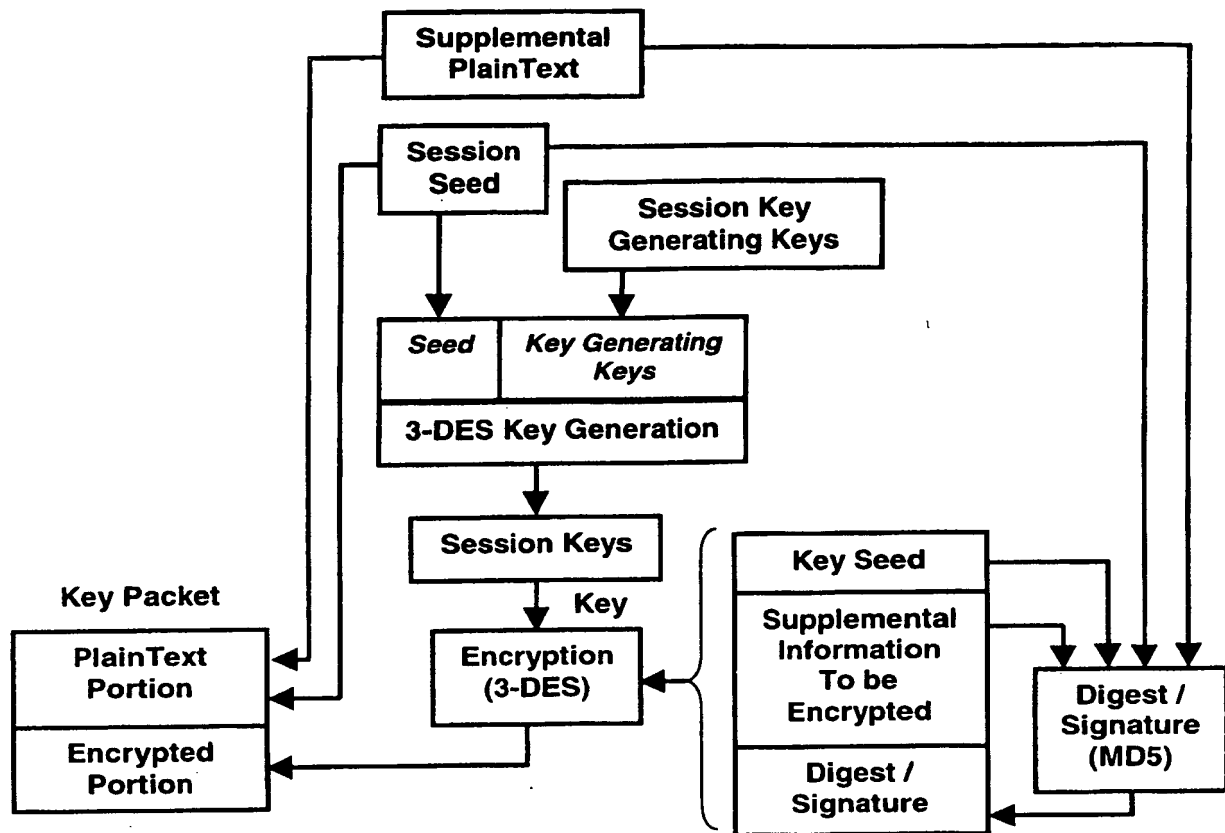 Supplemental
PlainText
Session
Seed
Session Key
Generating Keys
Seed
Key Generating
Keys
3-DES Key Generation
Session Keys
Key
Encryption
(3-DES)
Key Packet
PlainText
Portion
Encrypted
Portion
Key Seed
Supplemental
Information
To be
Encrypted
Digest /
Signature
Digest /
Signature
(MD5)